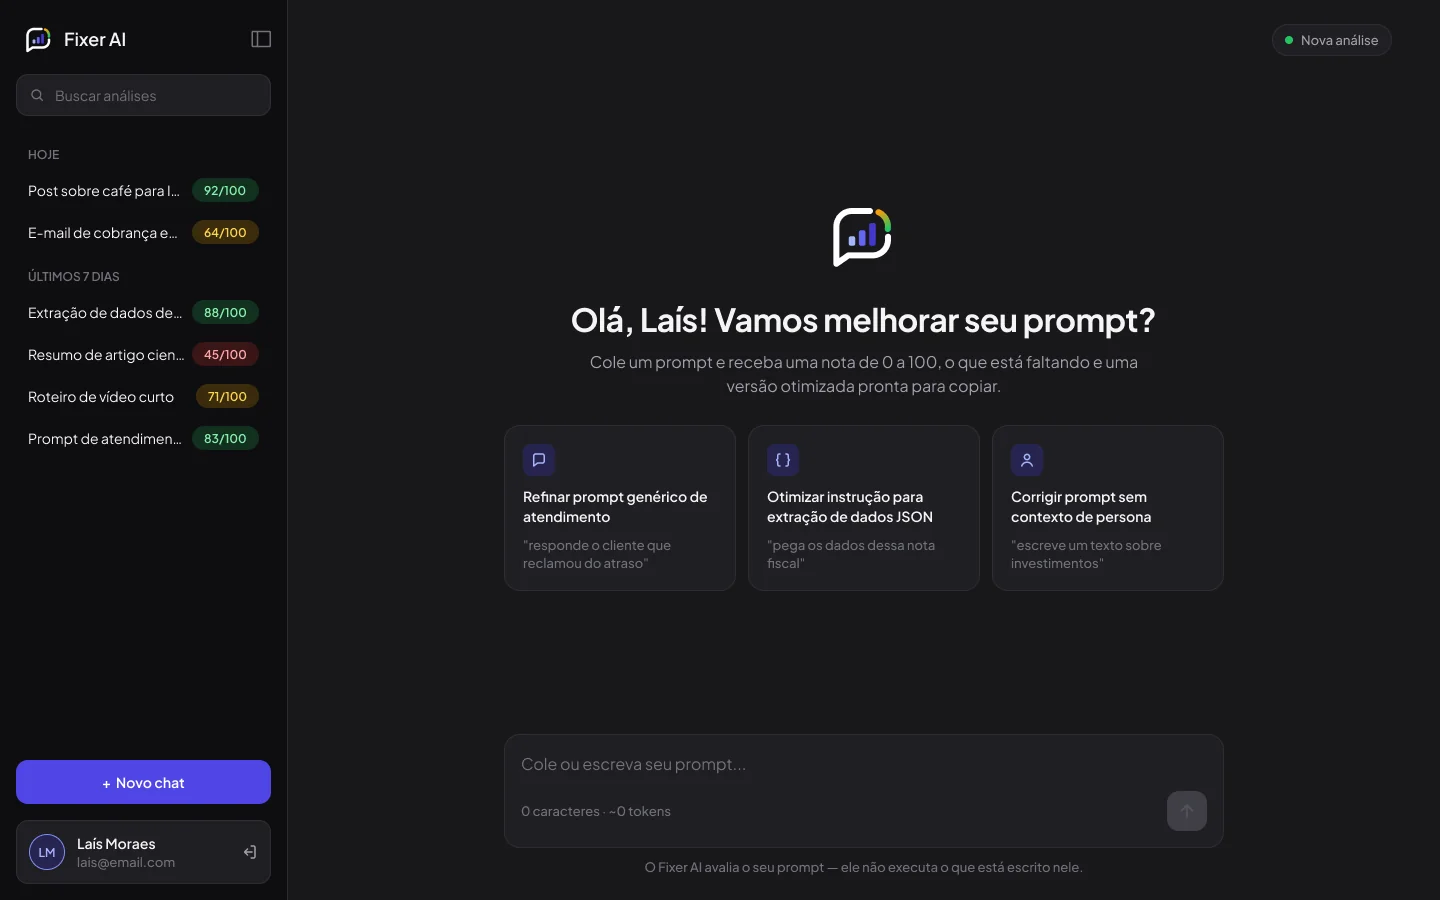 Fixer AI
Buscar análises
HOJE
Post sobre café para l... 92/100
E-mail de cobrança e... 64/100
ÚLTIMOS 7 DIAS
Extração de dados de... 88/100
Resumo de artigo cien... 45/100
Roteiro de vídeo curto 71/100
Prompt de atendimen... 83/100
+ Novo chat
LM
Laís Moraes
lais@email.com
Nova análise
Olá, Laís! Vamos melhorar seu prompt?
Cole um prompt e receba uma nota de 0 a 100, o que está faltando e uma
versão otimizada pronta para copiar.
Refinar prompt genérico de
atendimento
"responde o cliente que
reclamou do atraso"
{ }
Otimizar instrução para
extração de dados JSON
"pega os dados dessa nota
fiscal"
Corrigir prompt sem
contexto de persona
"escreve um texto sobre
investimentos"
Cole ou escreva seu prompt...
0 caracteres · ~0 tokens
O Fixer AI avalia o seu prompt — ele não executa o que está escrito nele.